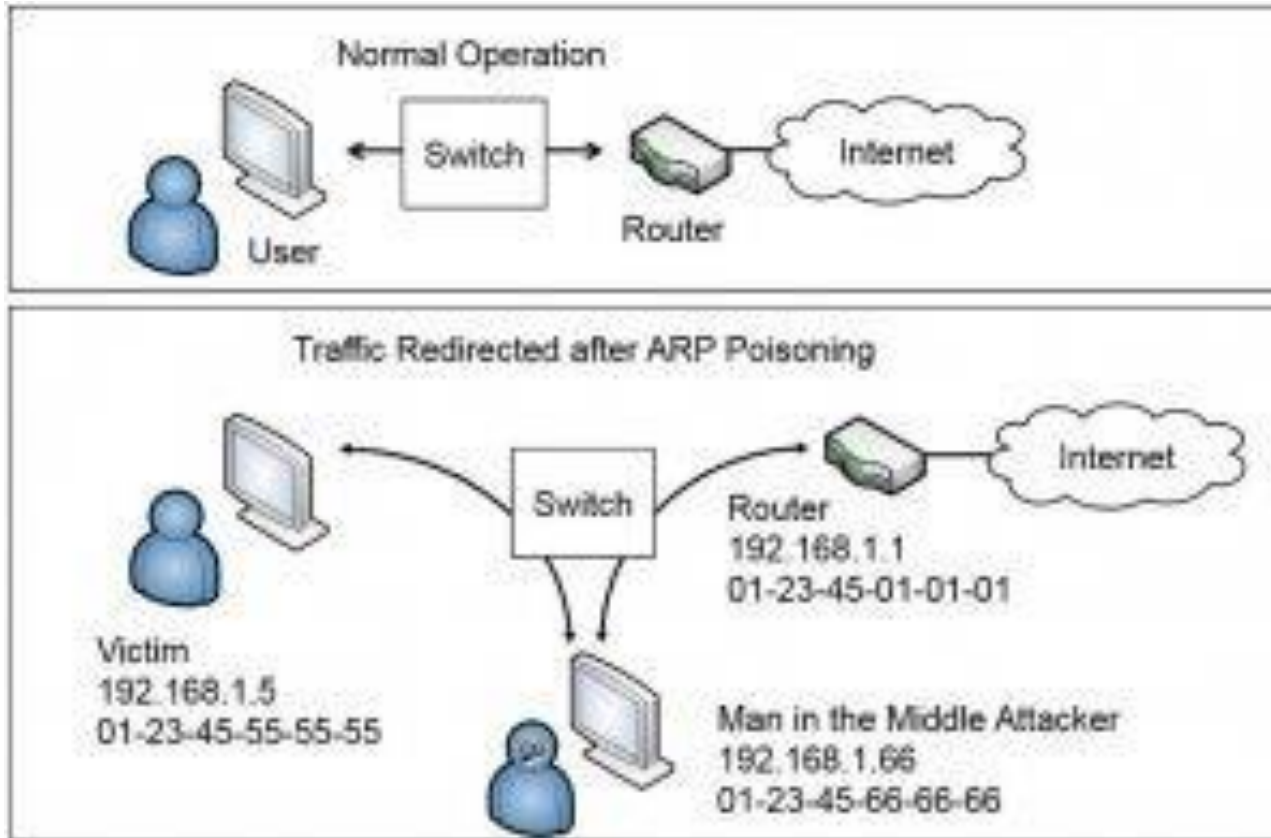 Normal Operation
Switch
Internet
Router
User
Traffic Redirected after ARP Poisoning
Switch
Internet
Router
192.168.1.1
01-23-45-01-01-01
Victim
192.168.1.5
01-23-45-55-55-55
Man in the Middle Attacker
192.168.1.66
01-23-45-66-66-66